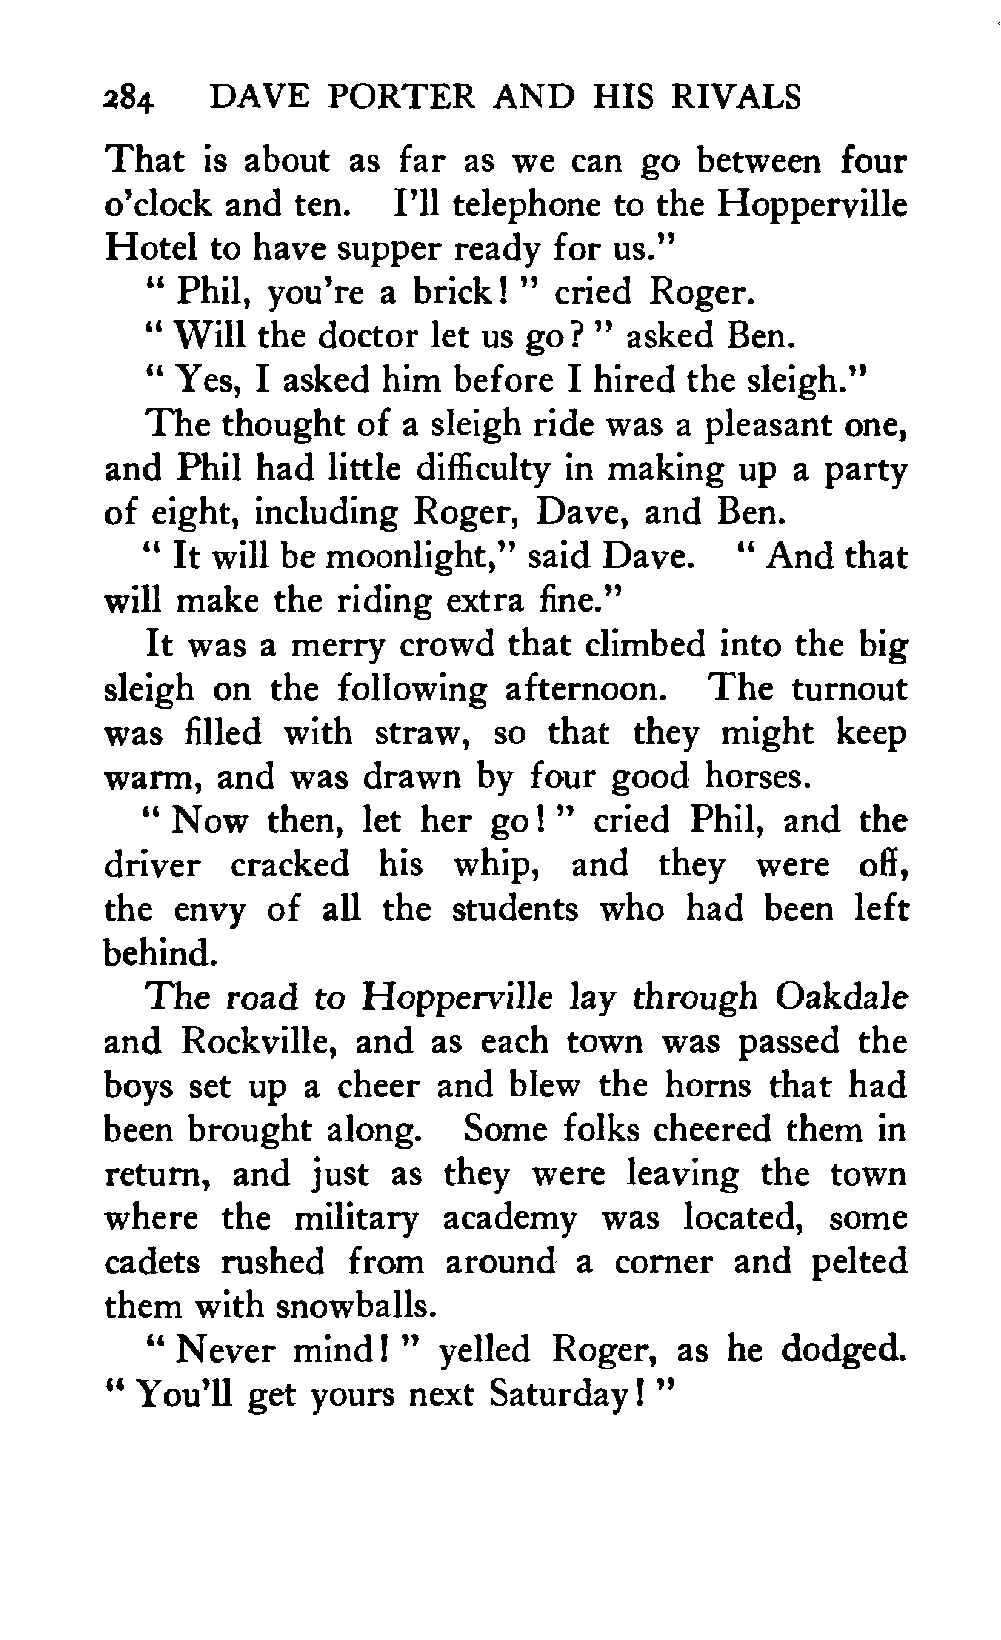 284 DAVE PORTER AND HIS RIVALS
That is about as far as we can go between four
o'clock and ten. I'll telephone to the Hopperville
Hotel to have supper ready for us."
" Phil, you're a brick! " cried Roger.
" Will the doctor let us go? " asked Ben.
" Yes, I asked him before I hired the sleigh."
The thought of a sleigh ride was a pleasant one,
and Phil had little difficulty in making up a party
of eight, including Roger, Dave, and Ben.
" It will be moonlight," said Dave. " And that
will make the riding extra fine."
It was a merry crowd that climbed into the big
sleigh on the following afternoon. The turnout
was filled with straw, so that they might keep
warm, and was drawn by four good horses.
" Now then, let her go! " cried Phil, and the
driver cracked his whip, and they were off,
the envy of all the students who had been left
behind.
The road to Hopperville lay through Oakdale
and Rockville, and as each town was passed the
boys set up a cheer and blew the horns that had
been brought along. Some folks cheered them in
return, and just as they were leaving the town
where the military academy was located, some
cadets rushed from around a corner and pelted
them with snowballs.
" Never mind! " yelled Roger, as he dodged.
" You'll get yours next Saturday! "